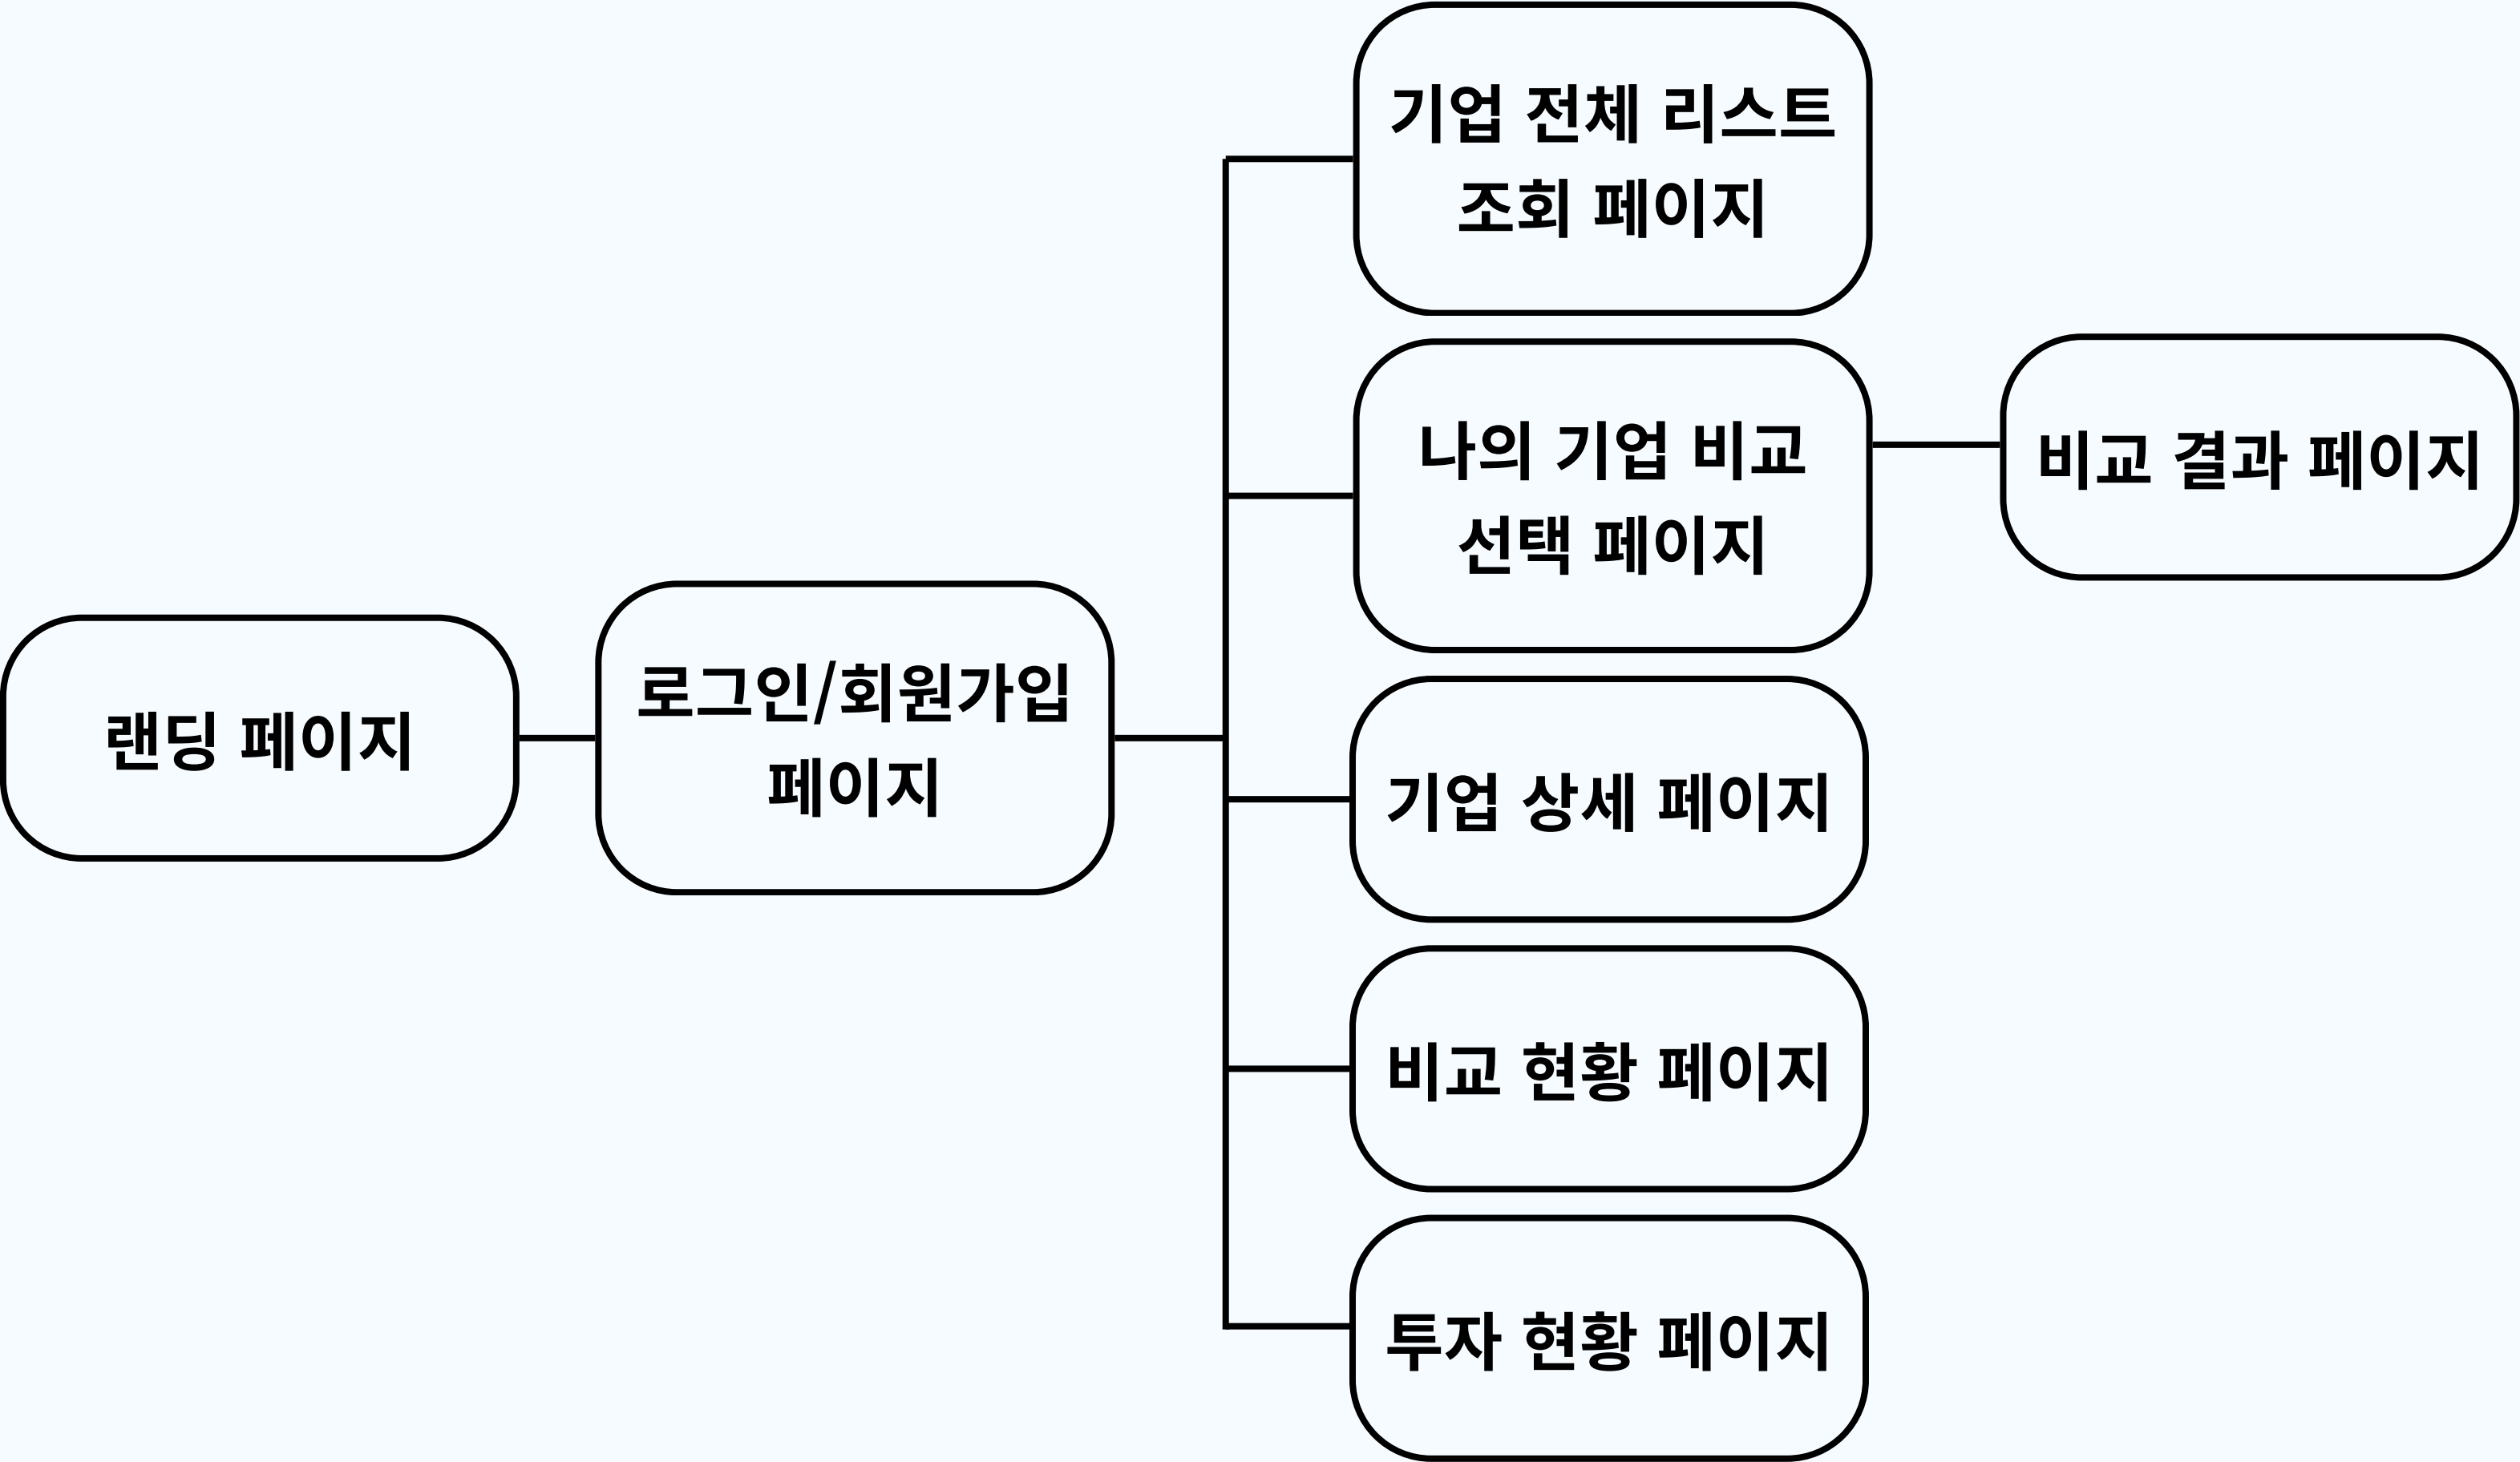 랜딩 페이지
로그인/회원가입
페이지
기업 전체 리스트
조회 페이지
나의 기업 비교
선택 페이지
비교 결과 페이지
기업 상세 페이지
비교 현황 페이지
투자 현황 페이지